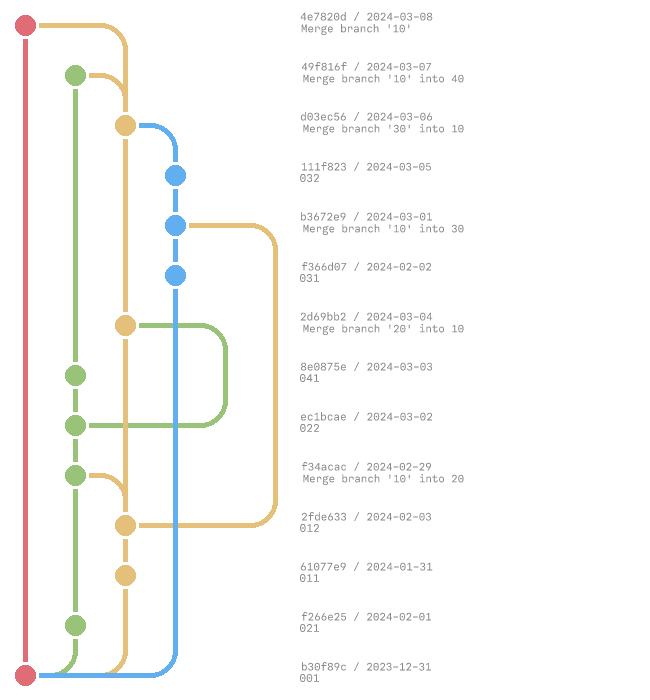 4e7820d / 2024-03-08
Merge branch '10'
49f816f / 2024-03-07
Merge branch '10' into 40
d03ec56 / 2024-03-06
Merge branch '30' into 10
111f823 / 2024-03-05
032
b3672e9 / 2024-03-01
Merge branch '10' into 30
f366d07 / 2024-02-02
031
2d69bb2 / 2024-03-04
Merge branch '20' into 10
8e0875e / 2024-03-03
041
ec1bcae / 2024-03-02
022
f34acac / 2024-02-29
Merge branch '10' into 20
2fde633 / 2024-02-03
012
61077e9 / 2024-01-31
011
f266e25 / 2024-02-01
021
b30f89c / 2023-12-31
001